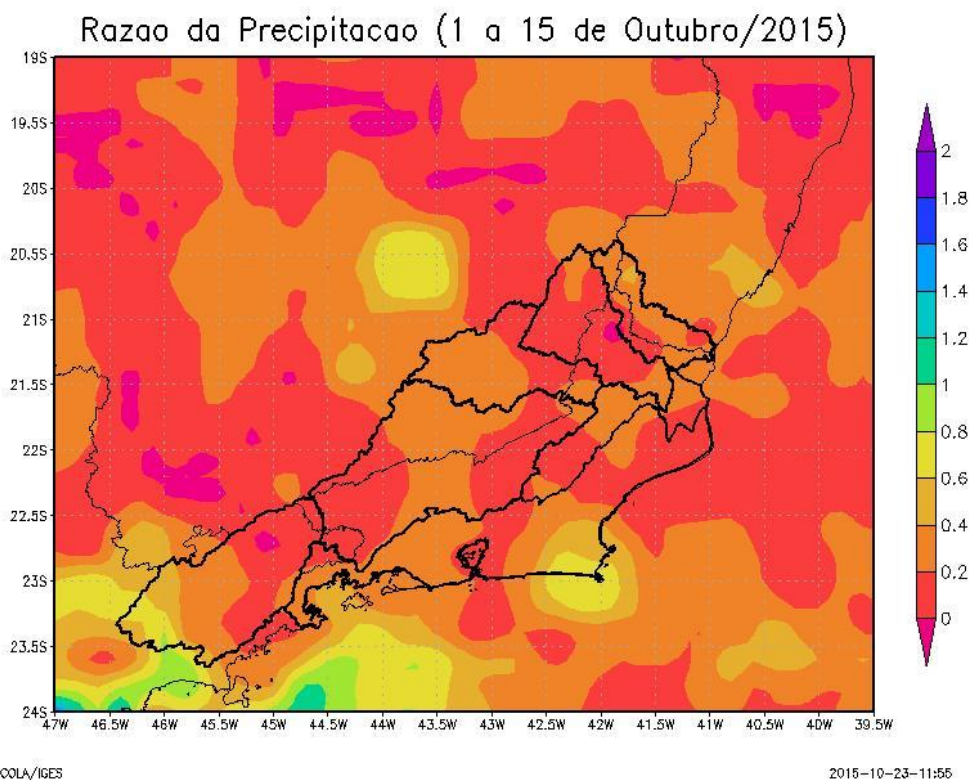 Razao da Precipitacao (1 a 15 de Outubro/2015)
19S
19.5S
20S
20.5S
21S
21.5S
22S
22.5S
23S
23.5S
24S
47W 46.5W 46W 45.5W 45W 44.5W 44W 43.5W 43W 42.5W 42W 41.5W 41W 40.5W 40W 39.5W
2
1.8
1.6
1.4
1.2
1
0.8
0.6
0.4
0.2
0
COLA/IGES 2015-10-23-11:55